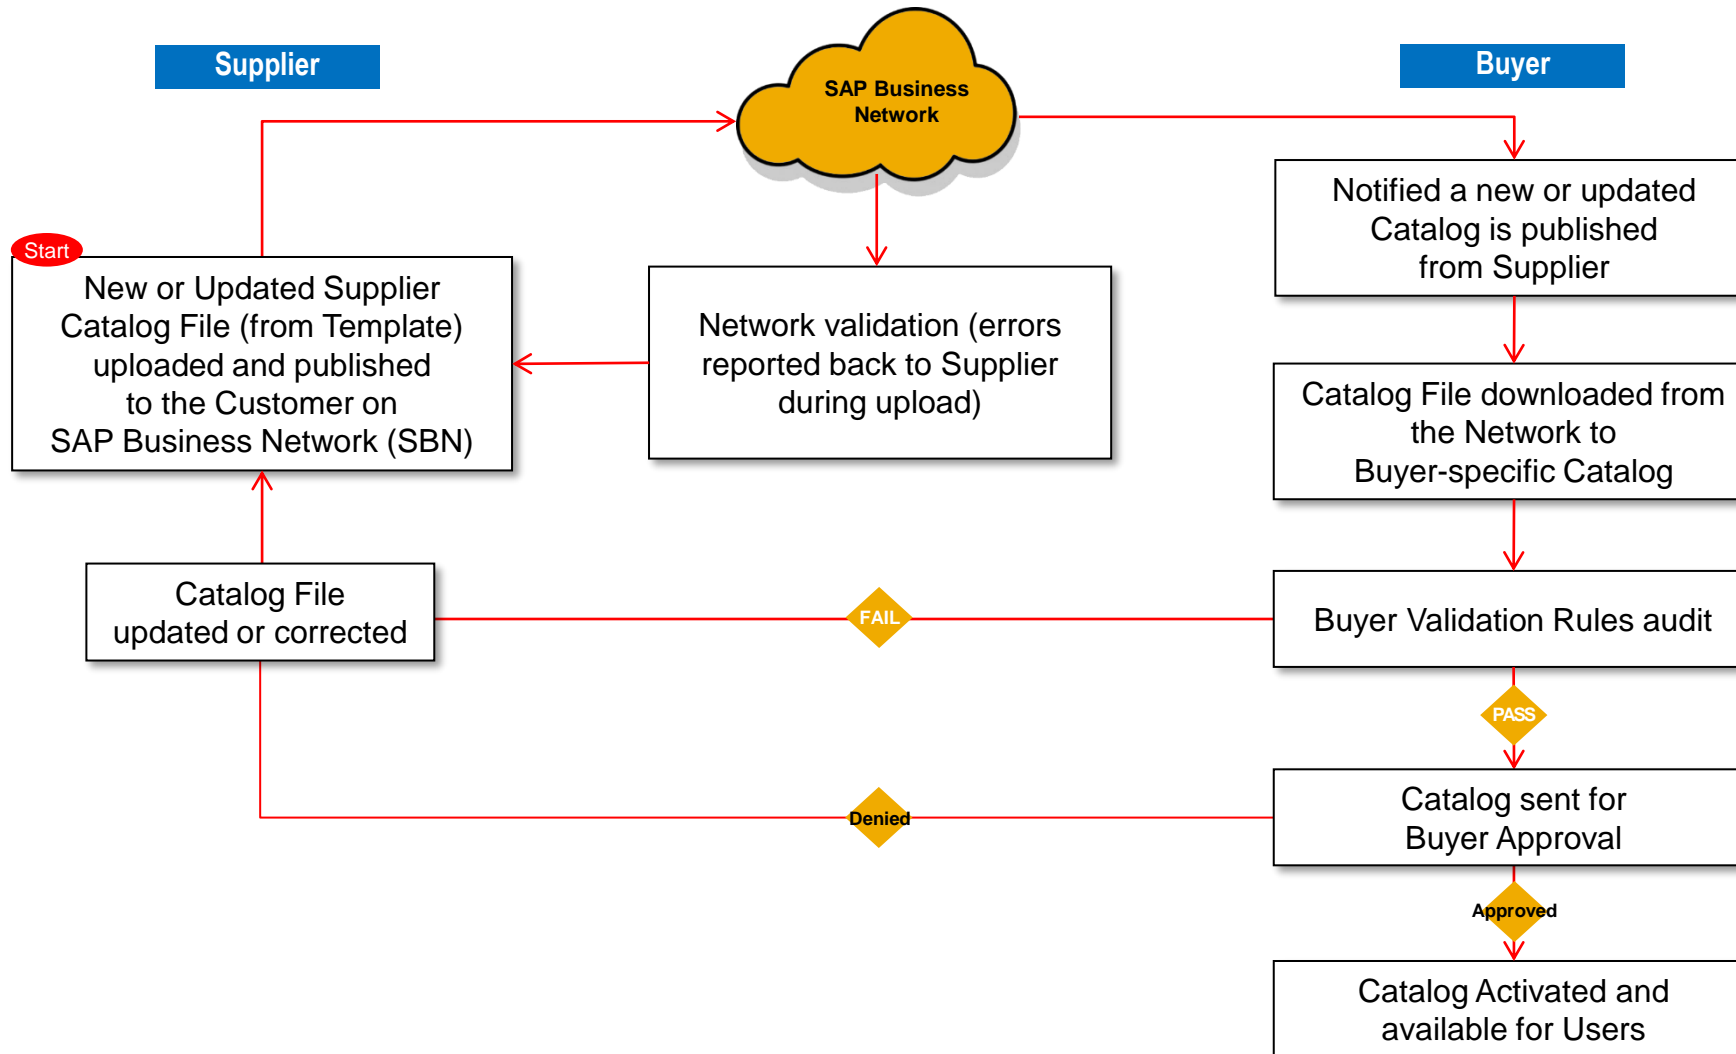 Supplier
SAP Business
Network
Buyer
Start
New or Updated Supplier
Catalog File (from Template)
uploaded and published
to the Customer on
SAP Business Network (SBN)
Network validation (errors
reported back to Supplier
during upload)
Notified a new or updated
Catalog is published
from Supplier
Catalog File downloaded from
the Network to
Buyer-specific Catalog
Catalog File
updated or corrected
FAIL
Buyer Validation Rules audit
PASS
Denied
Catalog sent for
Buyer Approval
Approved
Catalog Activated and
available for Users